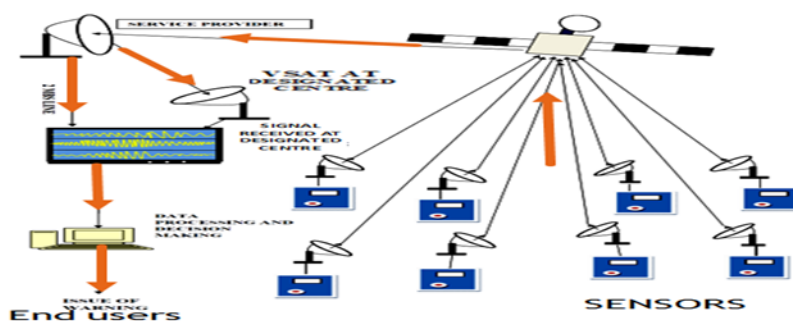 SERVICE PROVIDER
VSAT AT
DESIGNATED
CENTRE
SIGNAL
RECEIVED AT
DESIGNATED
CENTRE :
DATA
PROCESSING AND
DECISION
MAKING
ISSUE OF
WARNING
End users
SENSORS